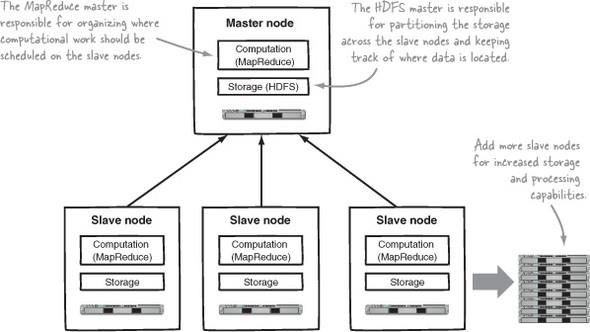 The MapReduce master is
responsible for organizing where
computational work should be
scheduled on the slave nodes.
Master node
Computation
(MapReduce)
Storage (HDFS)
The HDFS master is responsible
for partitioning the storage
across the slave nodes and keeping
track of where data is located.
Add more slave nodes
for increased storage
and processing
capabilities.
Slave node
Computation
(MapReduce)
Storage
Slave node
Computation
(MapReduce)
Storage
Slave node
Computation
(MapReduce)
Storage